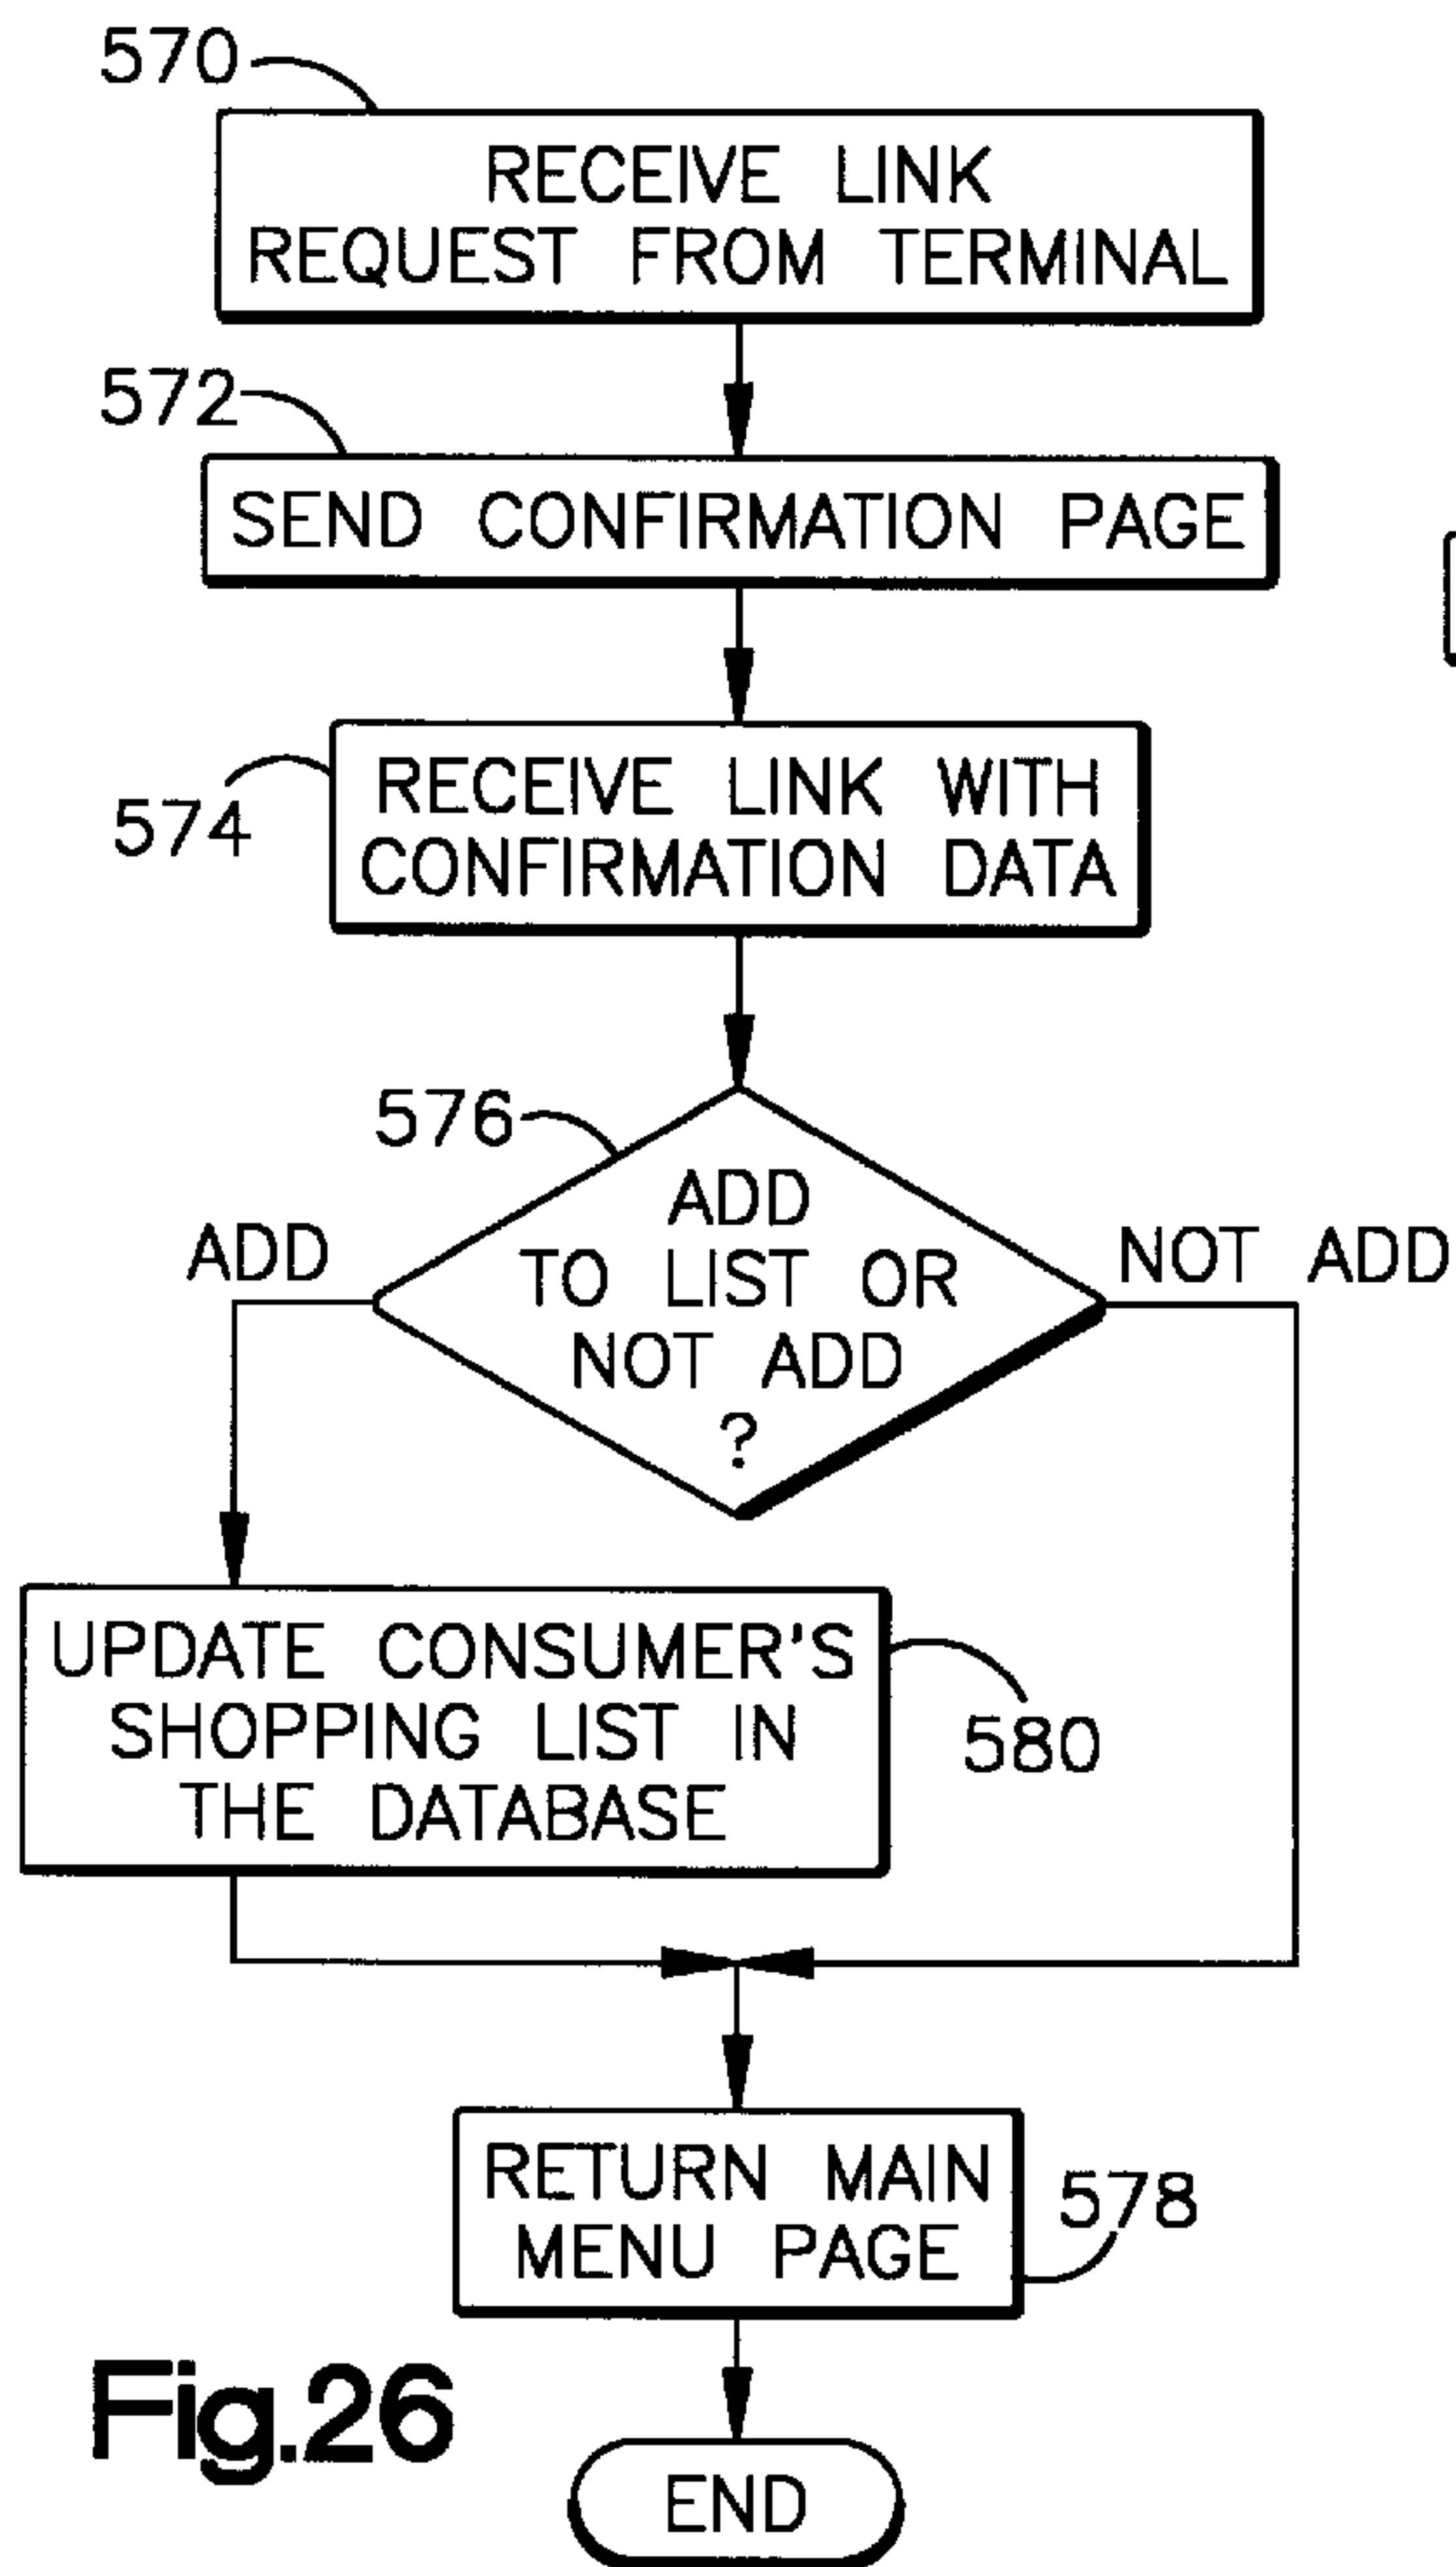 570
RECEIVE LINK
REQUEST FROM TERMINAL
572
SEND CONFIRMATION PAGE
574
RECEIVE LINK WITH
CONFIRMATION DATA
576
ADD
TO LIST OR
NOT ADD
?
ADD
NOT ADD
UPDATE CONSUMER'S
SHOPPING LIST IN
THE DATABASE
580
RETURN MAIN
MENU PAGE
578
END
Fig.26